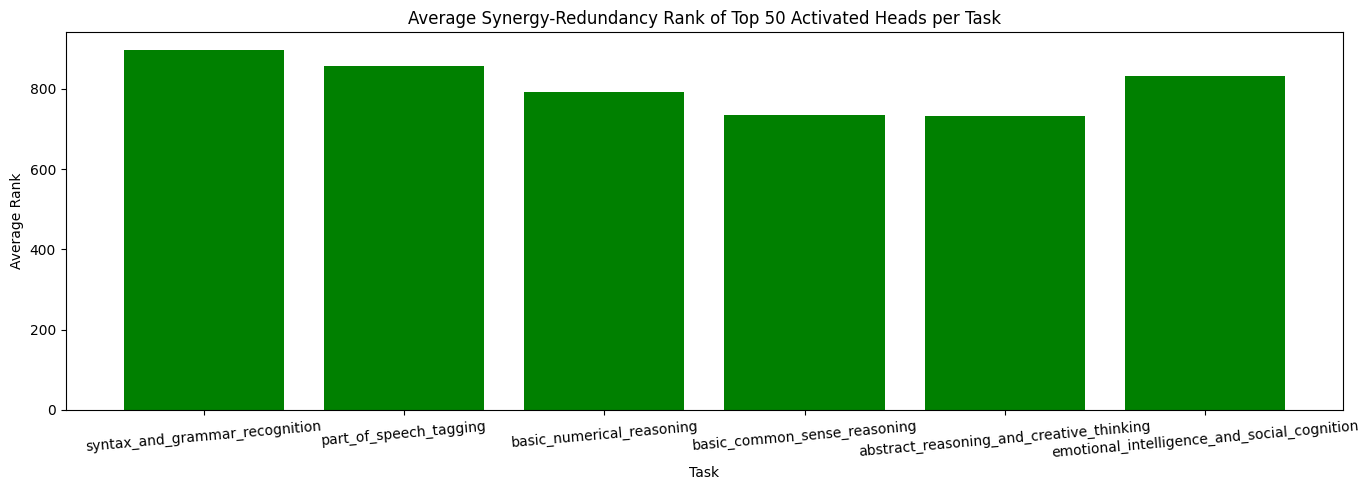 Average Synergy-Redundancy Rank of Top 50 Activated Heads per Task
Average Rank
800
600
400
200
0
syntax_and_grammar_recognition
part_of_speech_tagging
basic_numerical_reasoning
basic_common_sense_reasoning
abstract_reasoning_and_creative_thinking
emotional_intelligence_and_social_cognition
Task